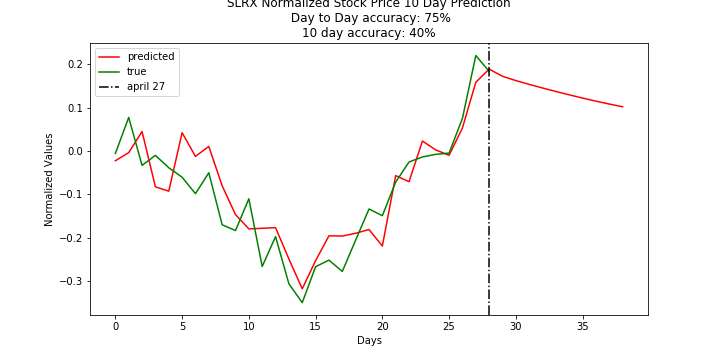 SLRX Normalized Stock Price 10 Day Prediction
Day to Day accuracy: 75%
10 day accuracy: 40%
predicted
true
april 27
Normalized Values
0.2
0.1
0.0
−0.1
−0.2
−0.3
0
5
10
15
20
25
30
35
Days